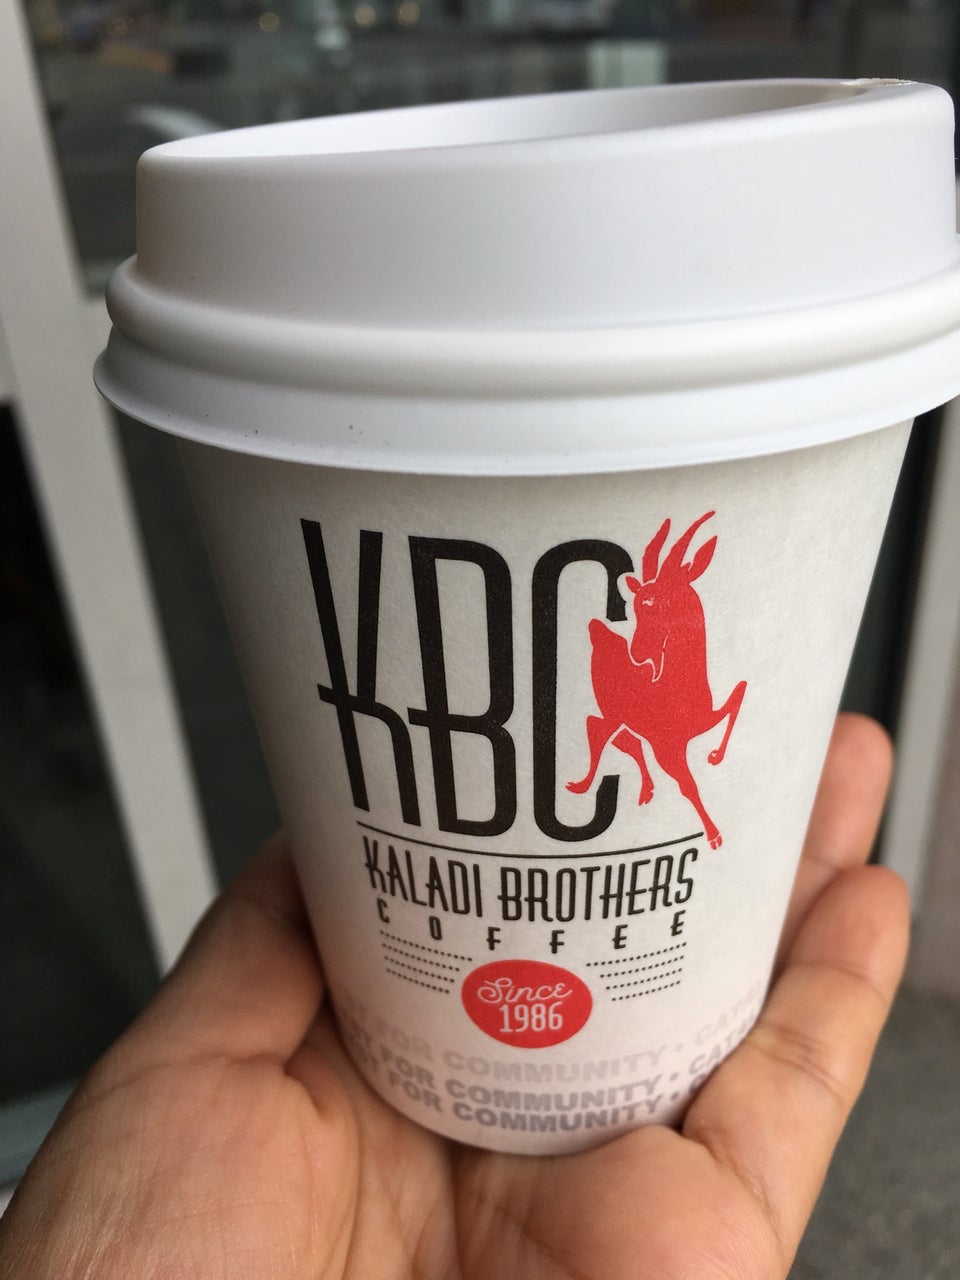 KBC
KALADI BROTHERS
COFFEE
Since
1986
FOR COMMUNITY •
FOR COMMUNITY •
FOR COMMUNITY •